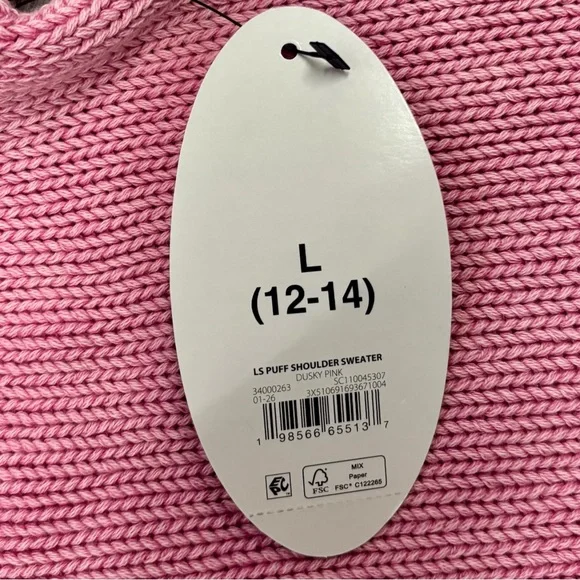 L
(12-14)
LS PUFF SHOULDER SWEATER
DUSKY PINK
34000263 SC110045307
01-26 3X510691693671004
1 98566 65513 7
FSC
MIX
Paper
FSC® C122265